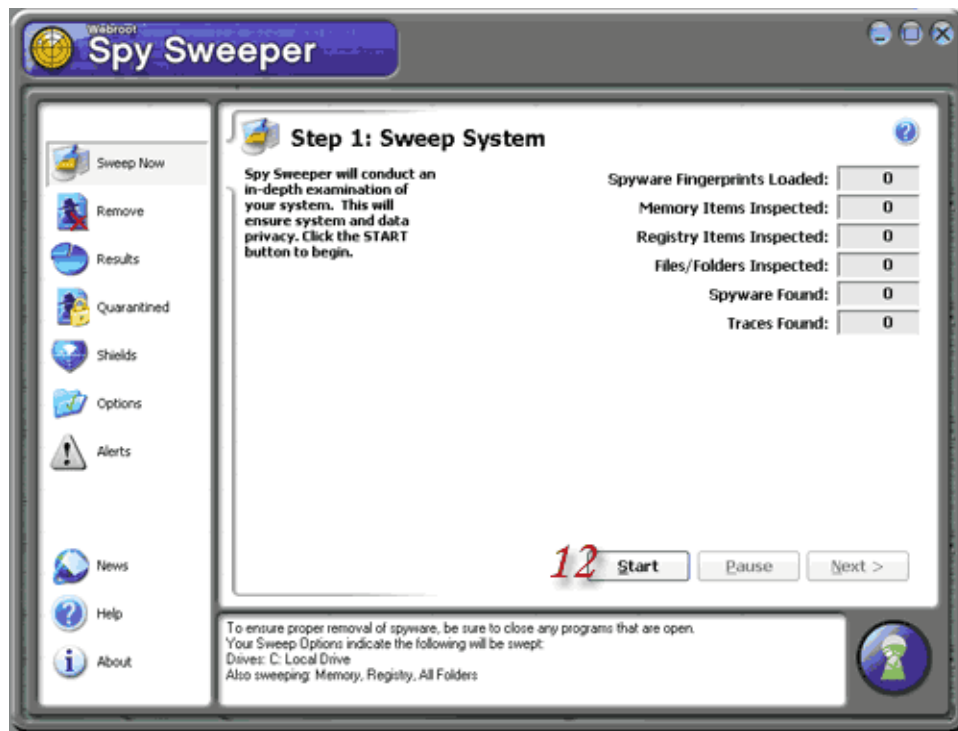 Webroot
Spy Sweeper
Sweep Now
Remove
Results
Quarantined
Shields
Options
Alerts
News
Help
About
Step 1: Sweep System
Spy Sweeper will conduct an
in-depth examination of
your system. This will
ensure system and data
privacy. Click the START
button to begin.
Spyware Fingerprints Loaded: 0
Memory Items Inspected: 0
Registry Items Inspected: 0
Files/Folders Inspected: 0
Spyware Found: 0
Traces Found: 0
12 Start Pause Next >
To ensure proper removal of spyware, be sure to close any programs that are open.
Your Sweep Options indicate the following will be swept:
Drives: C: Local Drive
Also sweeping: Memory, Registry, All Folders